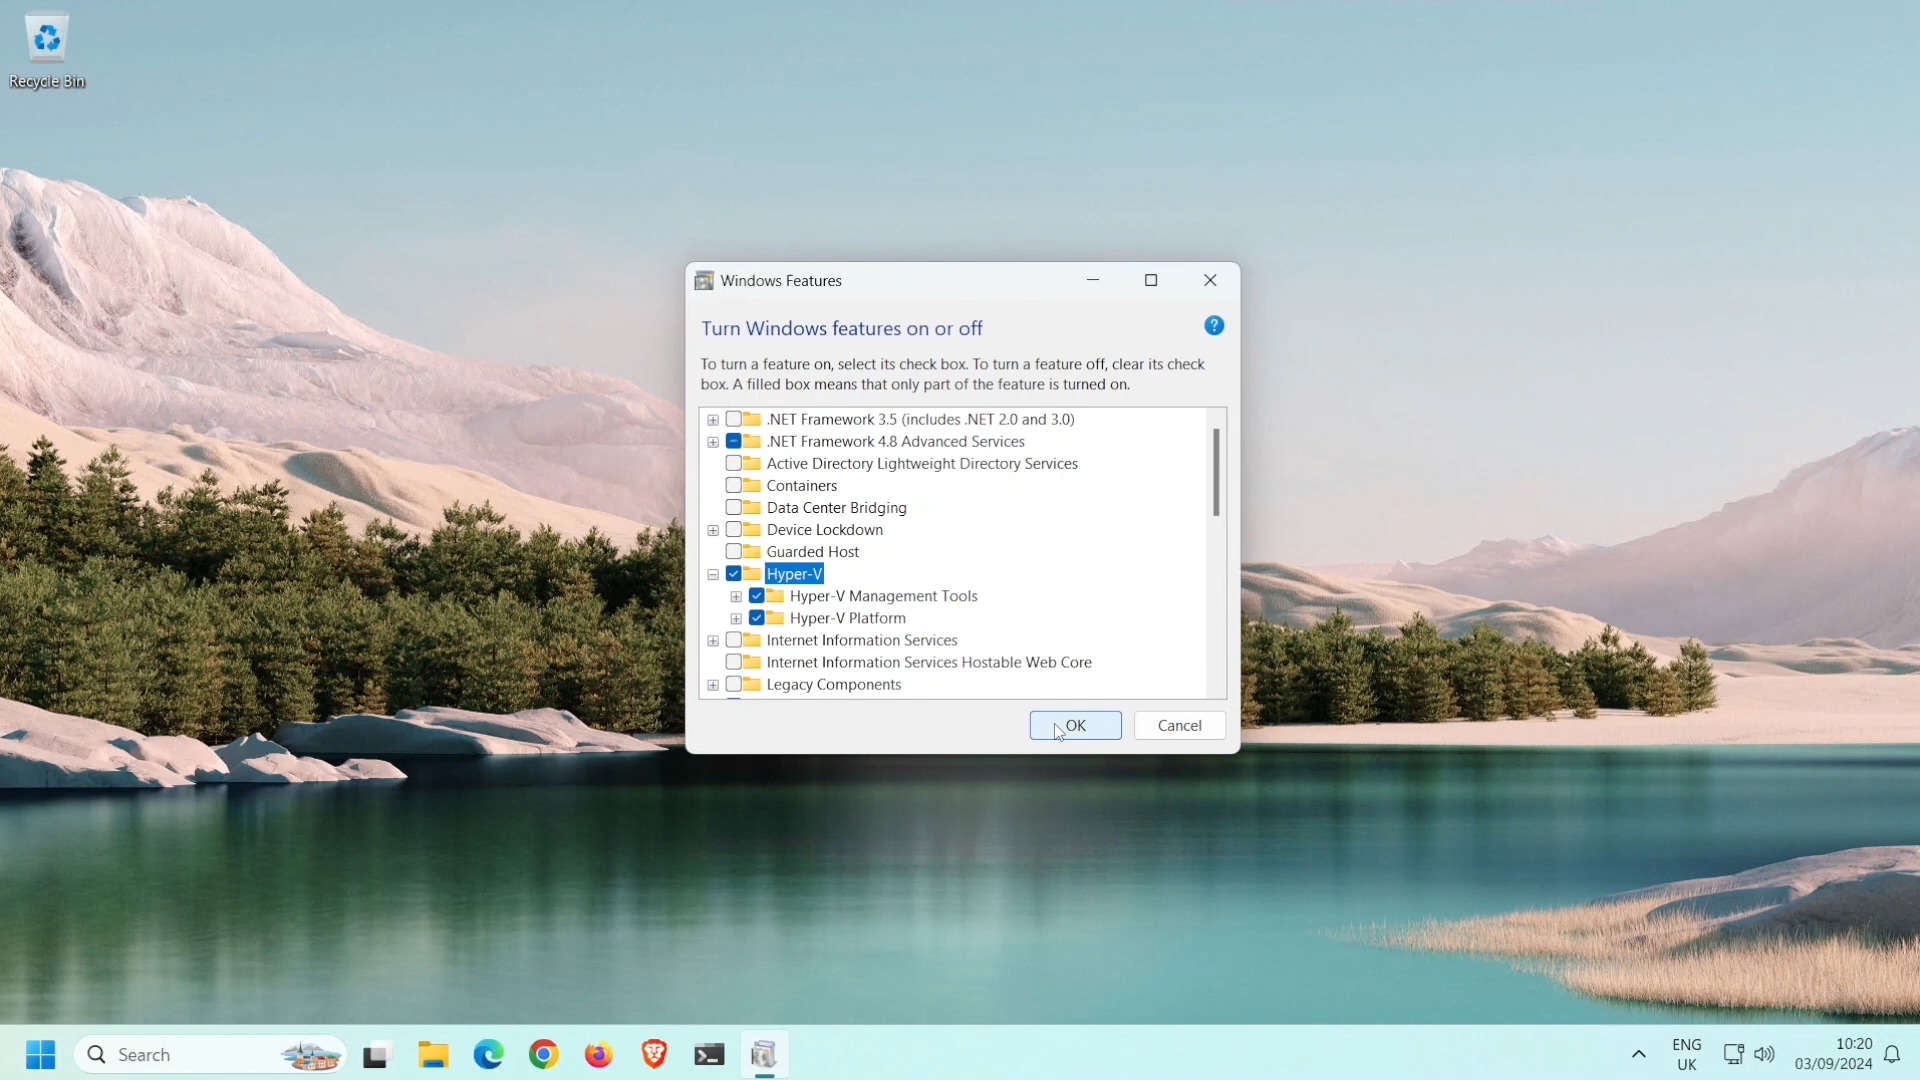 Recycle Bin
Windows Features
Turn Windows features on or off
To turn a feature on, select its check box. To turn a feature off, clear its check
box. A filled box means that only part of the feature is turned on.
.NET Framework 3.5 (includes .NET 2.0 and 3.0)
.NET Framework 4.8 Advanced Services
Active Directory Lightweight Directory Services
Containers
Data Center Bridging
Device Lockdown
Guarded Host
Hyper-V
Hyper-V Management Tools
Hyper-V Platform
Internet Information Services
Internet Information Services Hostable Web Core
Legacy Components
OK
Cancel
Search
ENG
UK
10:20
03/09/2024